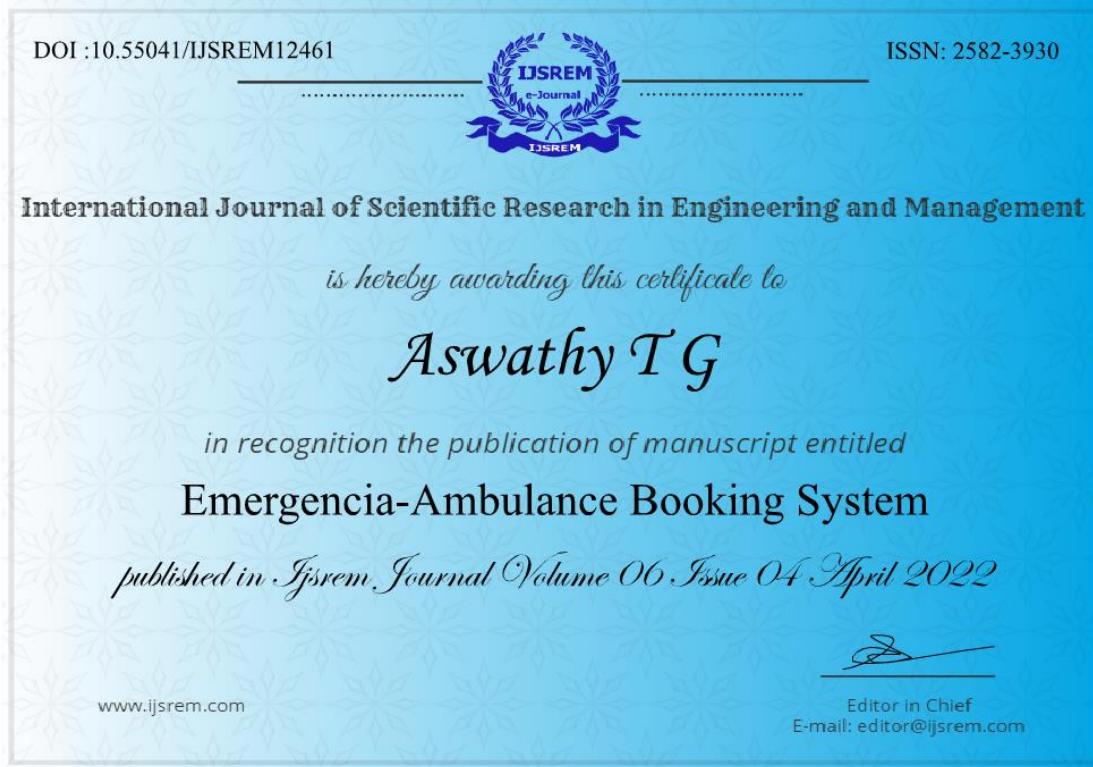 DOI :10.55041/IJSREM12461
ISSN: 2582-3930
IJSREM
e-Journal
IJSREM
International Journal of Scientific Research in Engineering and Management
is hereby awarding this certificate to
Aswathy T G
in recognition the publication of manuscript entitled
Emergencia-Ambulance Booking System
published in Ijsrem Journal Volume 06 Issue 04 April 2022
www.ijsrem.com
Editor in Chief
E-mail: editor@ijsrem.com